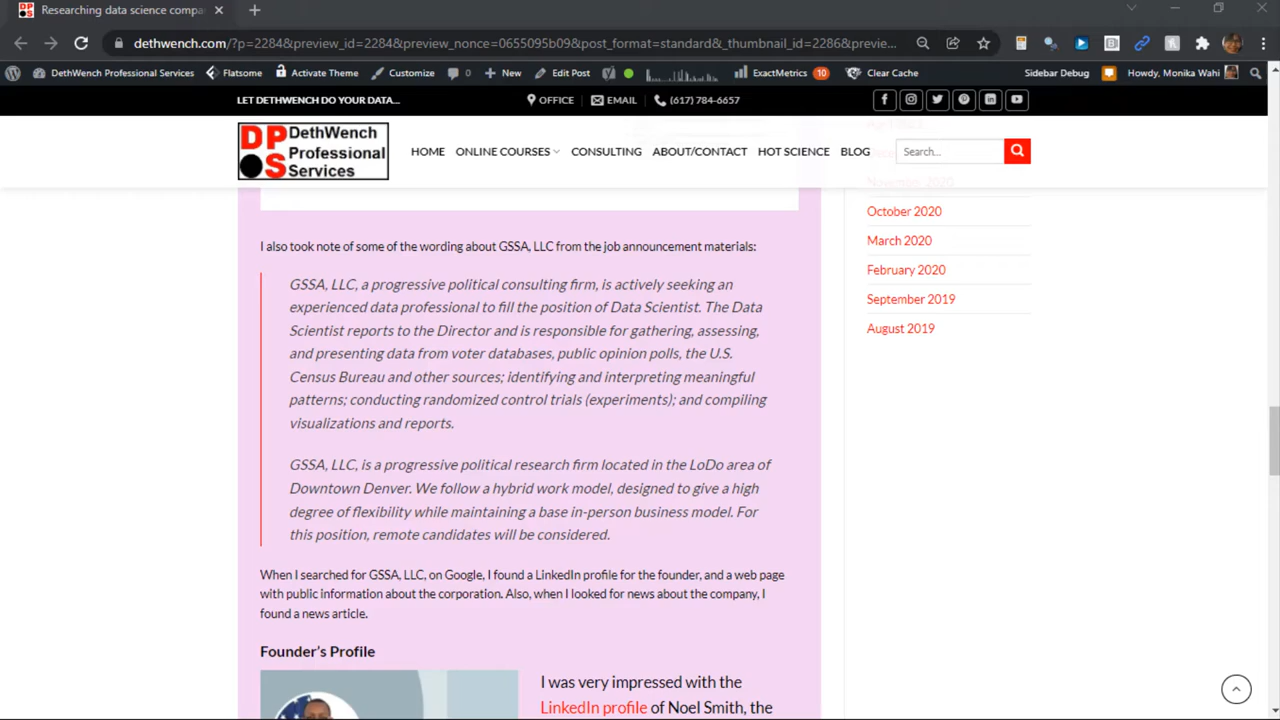 DPS Researching data science compa
dethwench.com/?p=2284&preview_id=2284&preview_nonce=0655095b09&post_format=standard&_thumbnail_id=2286&previe...
DethWench Professional Services Flatsome Activate Theme Customize 0 New Edit Post ExactMetrics 10 Clear Cache Sidebar Debug Howdy, Monika Wahi
LET DETHWENCH DO YOUR DATA... OFFICE EMAIL (617) 784-6657
DPS DethWench
Professional
Services
HOME ONLINE COURSES CONSULTING ABOUT/CONTACT HOT SCIENCE BLOG Search...
November 2020
October 2020
March 2020
February 2020
September 2019
August 2019
I also took note of some of the wording about GSSA, LLC from the job announcement materials:
GSSA, LLC, a progressive political consulting firm, is actively seeking an
experienced data professional to fill the position of Data Scientist. The Data
Scientist reports to the Director and is responsible for gathering, assessing,
and presenting data from voter databases, public opinion polls, the U.S.
Census Bureau and other sources; identifying and interpreting meaningful
patterns; conducting randomized control trials (experiments); and compiling
visualizations and reports.
GSSA, LLC, is a progressive political research firm located in the LoDo area of
Downtown Denver. We follow a hybrid work model, designed to give a high
degree of flexibility while maintaining a base in-person business model. For
this position, remote candidates will be considered.
When I searched for GSSA, LLC, on Google, I found a LinkedIn profile for the founder, and a web page
with public information about the corporation. Also, when I looked for news about the company, I
found a news article.
Founder's Profile
I was very impressed with the
LinkedIn profile of Noel Smith, the